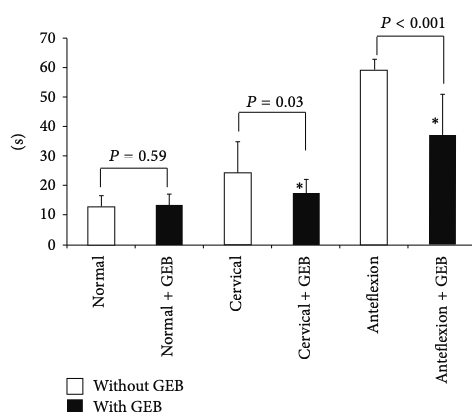 P < 0.001
70
60
50
40
30
20
10
0
(s)
P = 0.03
P = 0.59
*
*
Normal
Normal + GEB
Cervical
Cervical + GEB
Anteflexion
Anteflexion + GEB
Without GEB
With GEB